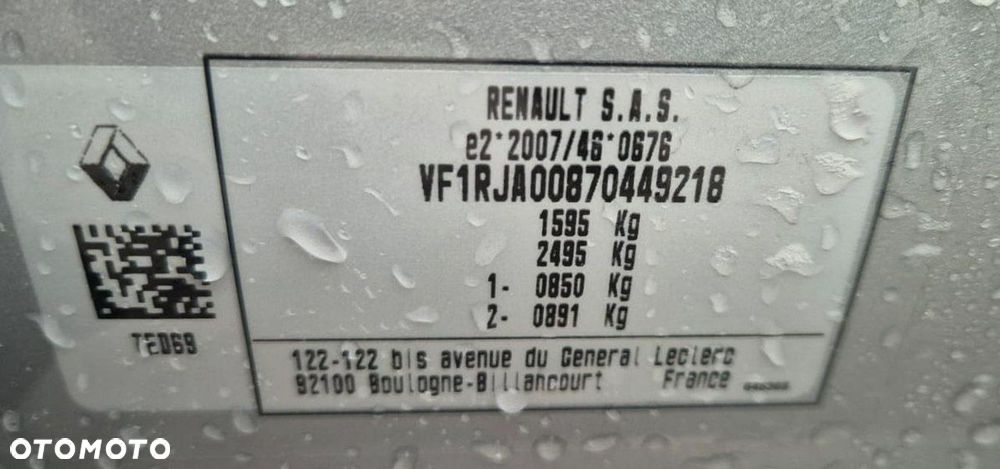 RENAULT S.A.S.
e2*2007/46*0676
VF1RJA00870449218
1595 Kg
2495 Kg
1- 0850 Kg
2- 0891 Kg
122-122 bis avenue du General Leclerc
92100 Boulogne-Billancourt France
OTOMOTO